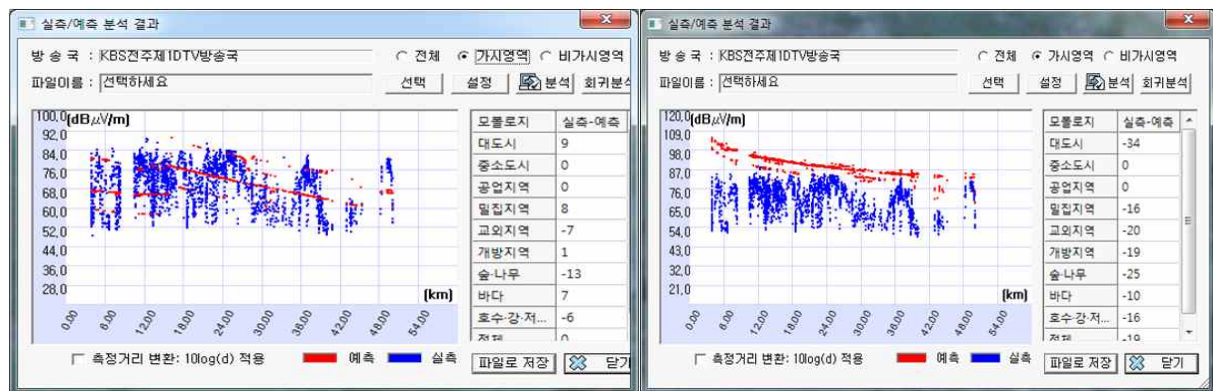 실측/예측 분석 결과
방 송 국 : KBS전주제1DTV방송국
전체 가시영역 비가시영역
파일이름 : 선택하세요
선택 설정 분석 회귀분석
100,0 (dBμV/m)
92,0
84,0
76,0
68,0
60,0
52,0
44,0
36,0
28,0
(km)
0,00 6,00 12,00 18,00 24,00 30,00 36,00 42,00 48,00 54,00
모폴로지 실측-예측
대도시 9
중소도시 0
공업지역 0
밀집지역 8
교외지역 -7
개방지역 1
숲·나무 -13
바다 7
호수·강·저... -6
전체 0
측정거리 변환: 10log(d) 적용 예측 실측
파일로 저장 닫기
실측/예측 분석 결과
방 송 국 : KBS전주제1DTV방송국
전체 가시영역 비가시영역
파일이름 : 선택하세요
선택 설정 분석 회귀분석
120,0 (dBμV/m)
109,0
98,0
87,0
76,0
65,0
54,0
43,0
32,0
21,0
(km)
0,00 6,00 12,00 18,00 24,00 30,00 36,00 42,00 48,00 54,00
모폴로지 실측-예측
대도시 -34
중소도시 0
공업지역 0
밀집지역 -16
교외지역 -20
개방지역 -19
숲·나무 -25
바다 -10
호수·강·저... -16
전체 -19
측정거리 변환: 10log(d) 적용 예측 실측
파일로 저장 닫기